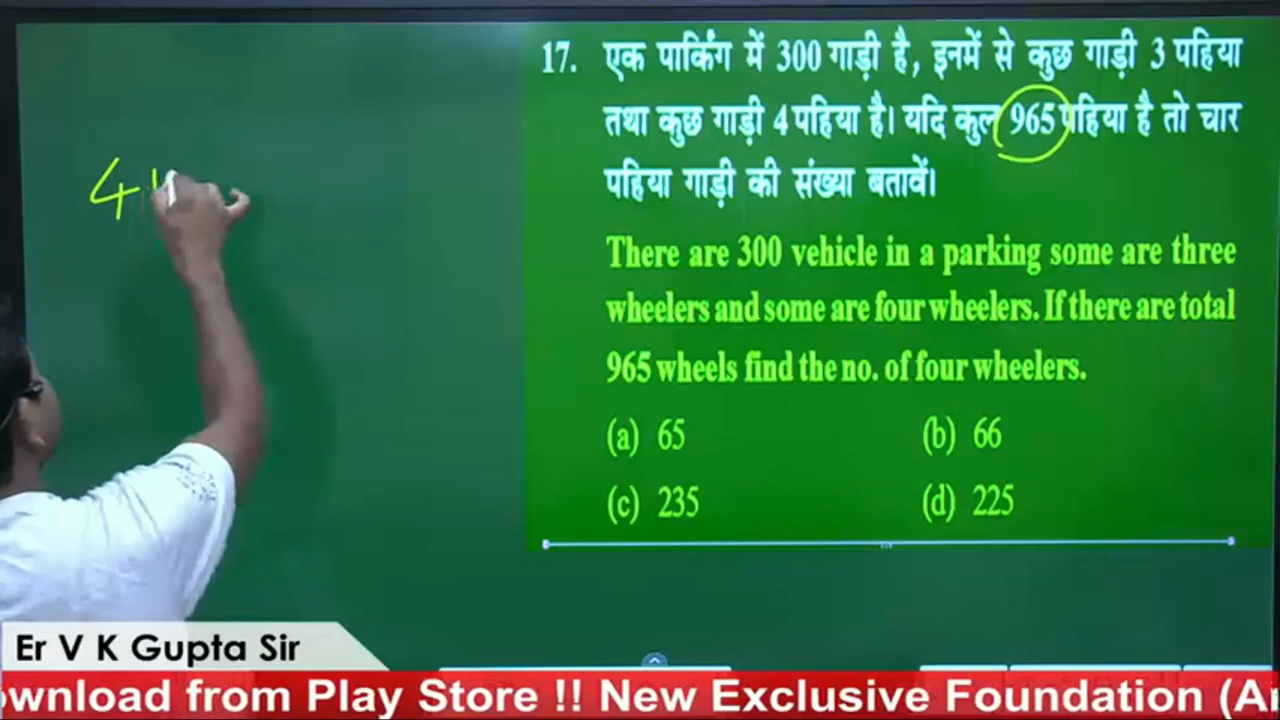 17. एक पार्किंग में 300 गाड़ी है, इनमें से कुछ गाड़ी 3 पहिया
तथा कुछ गाड़ी 4 पहिया है। यदि कुल 965 पहिया है तो चार
पहिया गाड़ी की संख्या बतावें।
There are 300 vehicle in a parking some are three
wheelers and some are four wheelers. If there are total
965 wheels find the no. of four wheelers.
(a) 65 (b) 66
(c) 235 (d) 225
4
Er V K Gupta Sir
ownload from Play Store !! New Exclusive Foundation